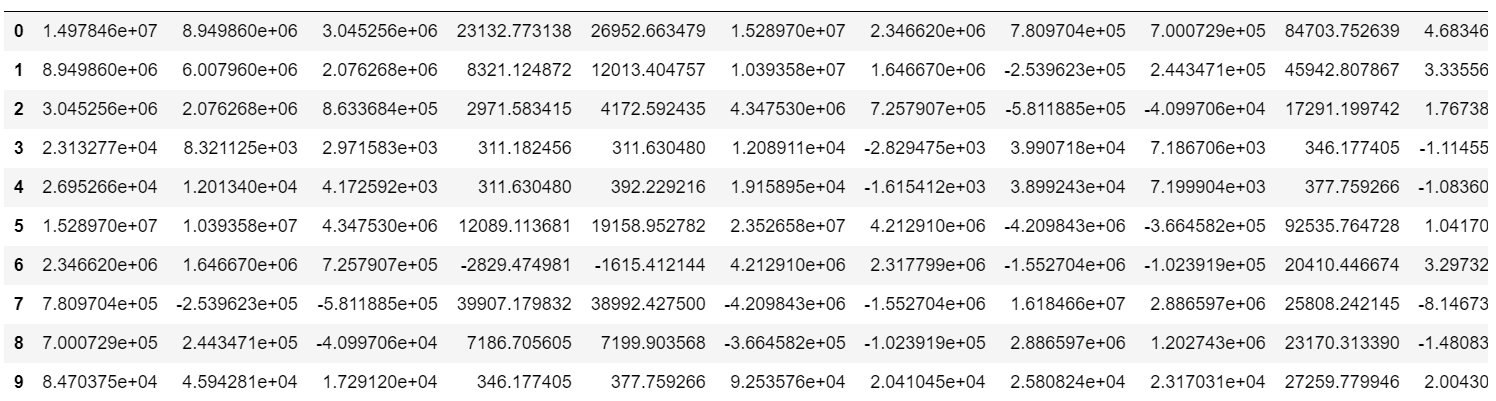 0 1.497846e+07 8.949860e+06 3.045256e+06 23132.773138 26952.663479 1.528970e+07 2.346620e+06 7.809704e+05 7.000729e+05 84703.752639 4.68346
1 8.949860e+06 6.007960e+06 2.076268e+06 8321.124872 12013.404757 1.039358e+07 1.646670e+06 -2.539623e+05 2.443471e+05 45942.807867 3.33556
2 3.045256e+06 2.076268e+06 8.633684e+05 2971.583415 4172.592435 4.347530e+06 7.257907e+05 -5.811885e+05 -4.099706e+04 17291.199742 1.76738
3 2.313277e+04 8.321125e+03 2.971583e+03 311.182456 311.630480 1.208911e+04 -2.829475e+03 3.990718e+04 7.186706e+03 346.177405 -1.11455
4 2.695266e+04 1.201340e+04 4.172592e+03 311.630480 392.229216 1.915895e+04 -1.615412e+03 3.899243e+04 7.199904e+03 377.759266 -1.08360
5 1.528970e+07 1.039358e+07 4.347530e+06 12089.113681 19158.952782 2.352658e+07 4.212910e+06 -4.209843e+06 -3.664582e+05 92535.764728 1.04170
6 2.346620e+06 1.646670e+06 7.257907e+05 -2829.474981 -1615.412144 4.212910e+06 2.317799e+06 -1.552704e+06 -1.023919e+05 20410.446674 3.29732
7 7.809704e+05 -2.539623e+05 -5.811885e+05 39907.179832 38992.427500 -4.209843e+06 -1.552704e+06 1.618466e+07 2.886597e+06 25808.242145 -8.14673
8 7.000729e+05 2.443471e+05 -4.099706e+04 7186.705605 7199.903568 -3.664582e+05 -1.023919e+05 2.886597e+06 1.202743e+06 23170.313390 -1.48083
9 8.470375e+04 4.594281e+04 1.729120e+04 346.177405 377.759266 9.253576e+04 2.041045e+04 2.580824e+04 2.317031e+04 27259.779946 2.00430